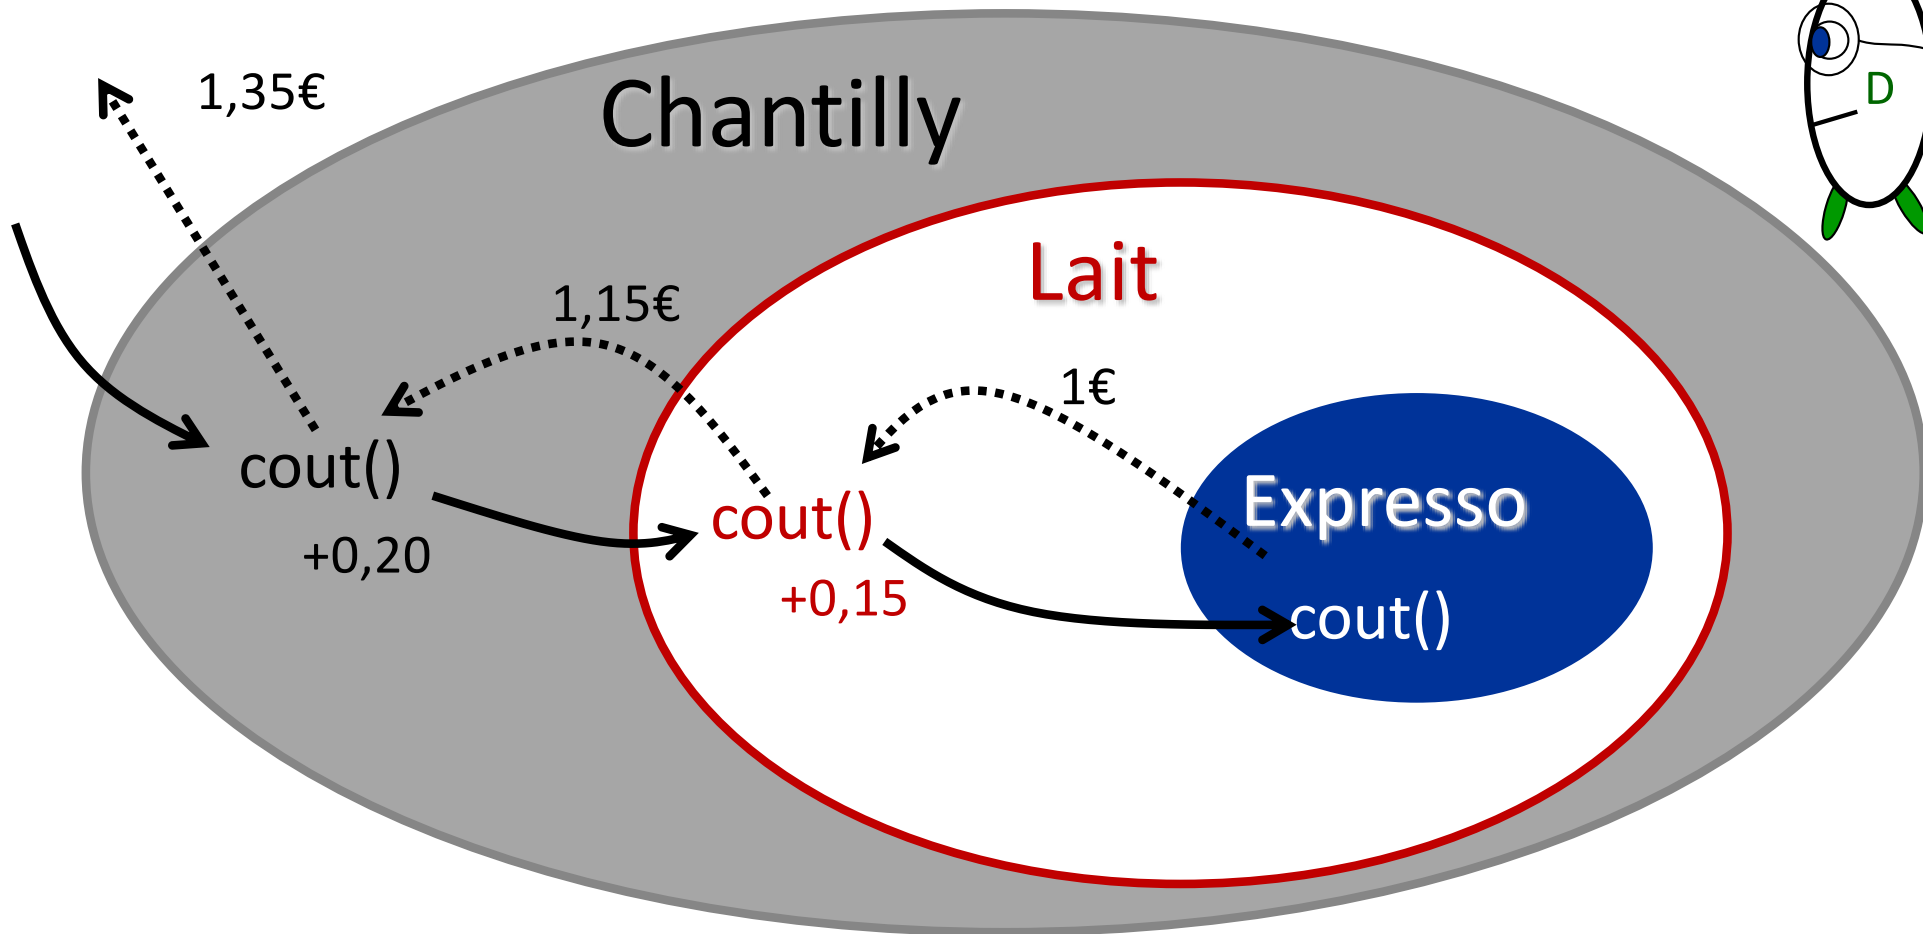 1,35€
Chantilly
D
Lait
1,15€
1€
cout()
Expresso
cout()
+0,20
+0,15
cout()